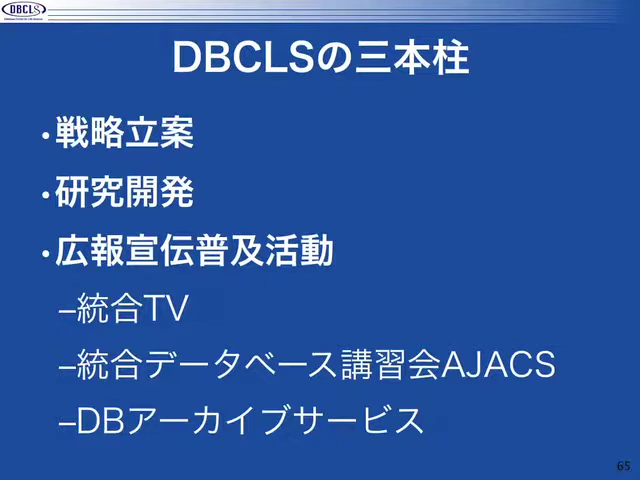 DBCLS
DBCLSの三本柱
•戦略立案
•研究開発
•広報宣伝普及活動
–統合TV
–統合データベース講習会AJACS
–DBアーカイブサービス
65